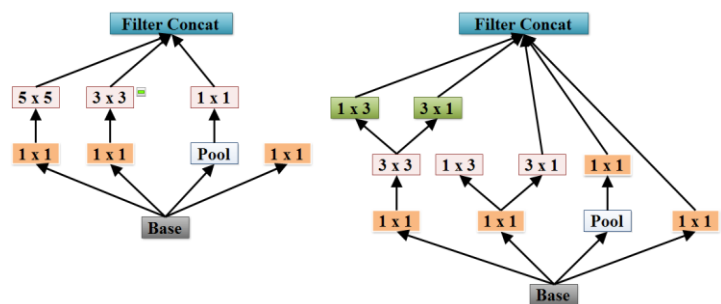 Filter Concat
5 x 5
3 x 3
1 x 1
1 x 1
1 x 1
Pool
1 x 1
Base
Filter Concat
1 x 3
3 x 1
3 x 3
1 x 3
3 x 1
1 x 1
1 x 1
1 x 1
Pool
1 x 1
Base